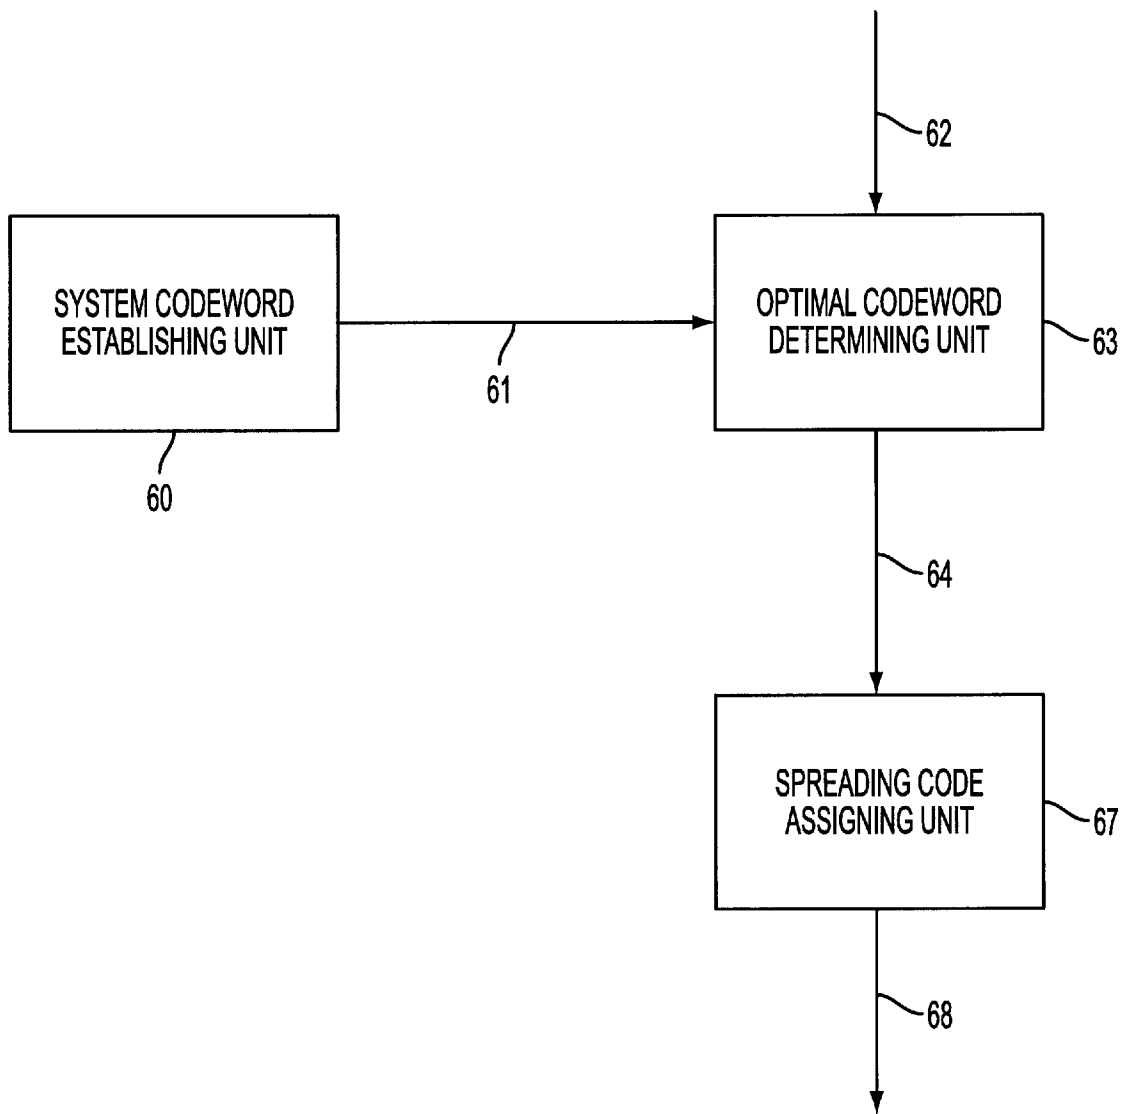 62
SYSTEM CODEWORD
ESTABLISHING UNIT
OPTIMAL CODEWORD
DETERMINING UNIT
61
63
60
64
SPREADING CODE
ASSIGNING UNIT
67
68